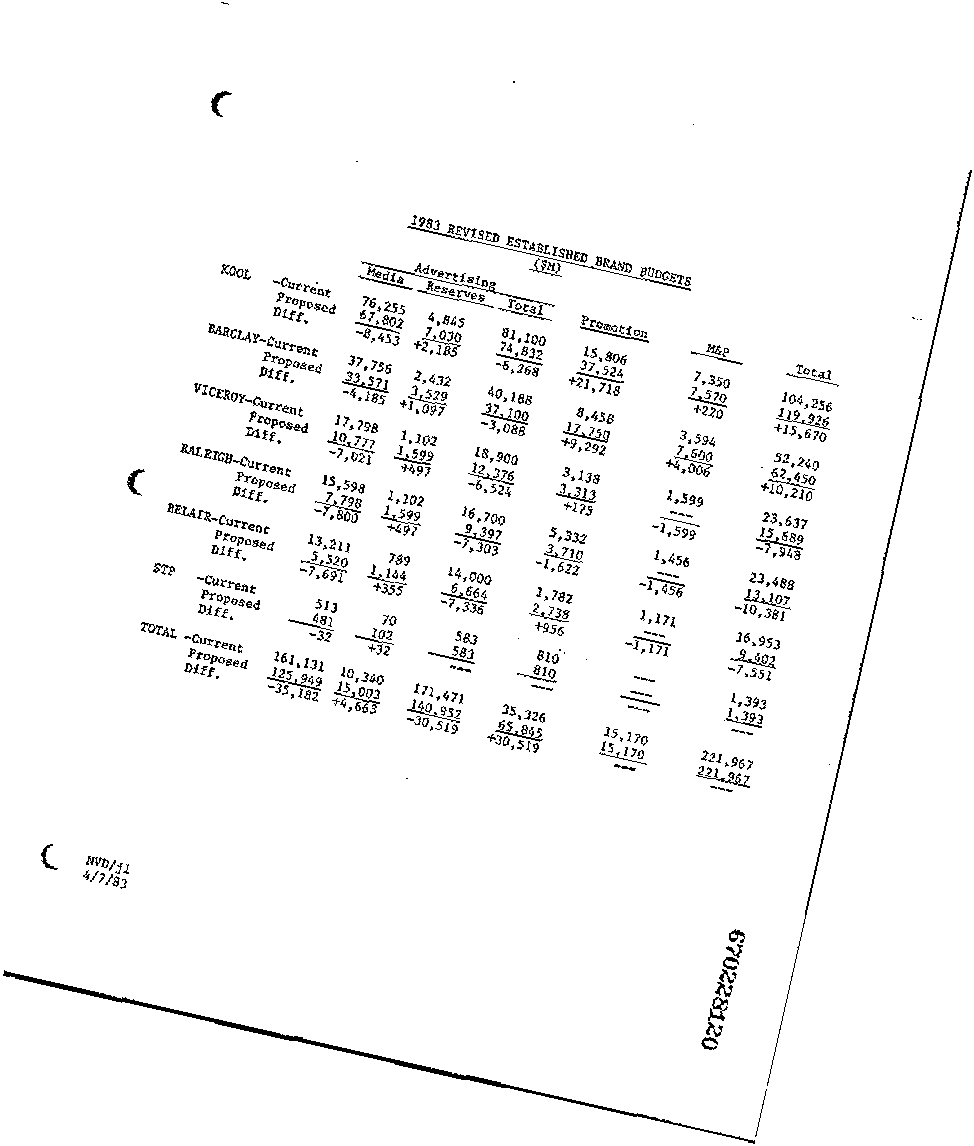 1983 REVISED ESTABLISHED BRAND BUDGETS
($M)
Advertising
Media Reserves Total Promotion M&P Total
KOOL -Current 76,255 4,845 81,100 15,806 7,350 104,256
Proposed 67,802 7,030 74,832 37,524 7,570 119,926
Diff. -8,453 +2,185 -6,268 +21,718 +220 +15,670
BARCLAY-Current 37,756 2,432 40,188 8,458 3,594 52,240
Proposed 33,571 3,529 37,100 17,750 7,600 62,450
Diff. -4,185 +1,097 -3,088 +9,292 +4,006 +10,210
VICEROY-Current 17,798 1,102 18,900 3,138 1,599 23,637
Proposed 10,777 1,599 12,376 3,313 --- 15,689
Diff. -7,021 +497 -6,524 +175 -1,599 -7,948
RALEIGH-Current 15,598 1,102 16,700 5,332 1,456 23,488
Proposed 7,798 1,599 9,397 3,710 --- 13,107
Diff. -7,800 +497 -7,303 -1,622 -1,456 -10,381
BELAIR-Current 13,211 789 14,000 1,782 1,171 16,953
Proposed 5,520 1,144 6,664 2,738 --- 9,402
Diff. -7,691 +355 -7,336 +956 -1,171 -7,551
STP -Current 513 70 583 810 --- 1,393
Proposed 481 102 583 810 --- 1,393
Diff. -32 +32 --- --- --- ---
TOTAL -Current 161,131 10,340 171,471 35,326 15,170 221,967
Proposed 125,949 15,003 140,952 65,845 15,170 221,967
Diff. -35,182 +4,663 -30,519 +30,519 --- ---
NVD/jl
4/7/83
670228120